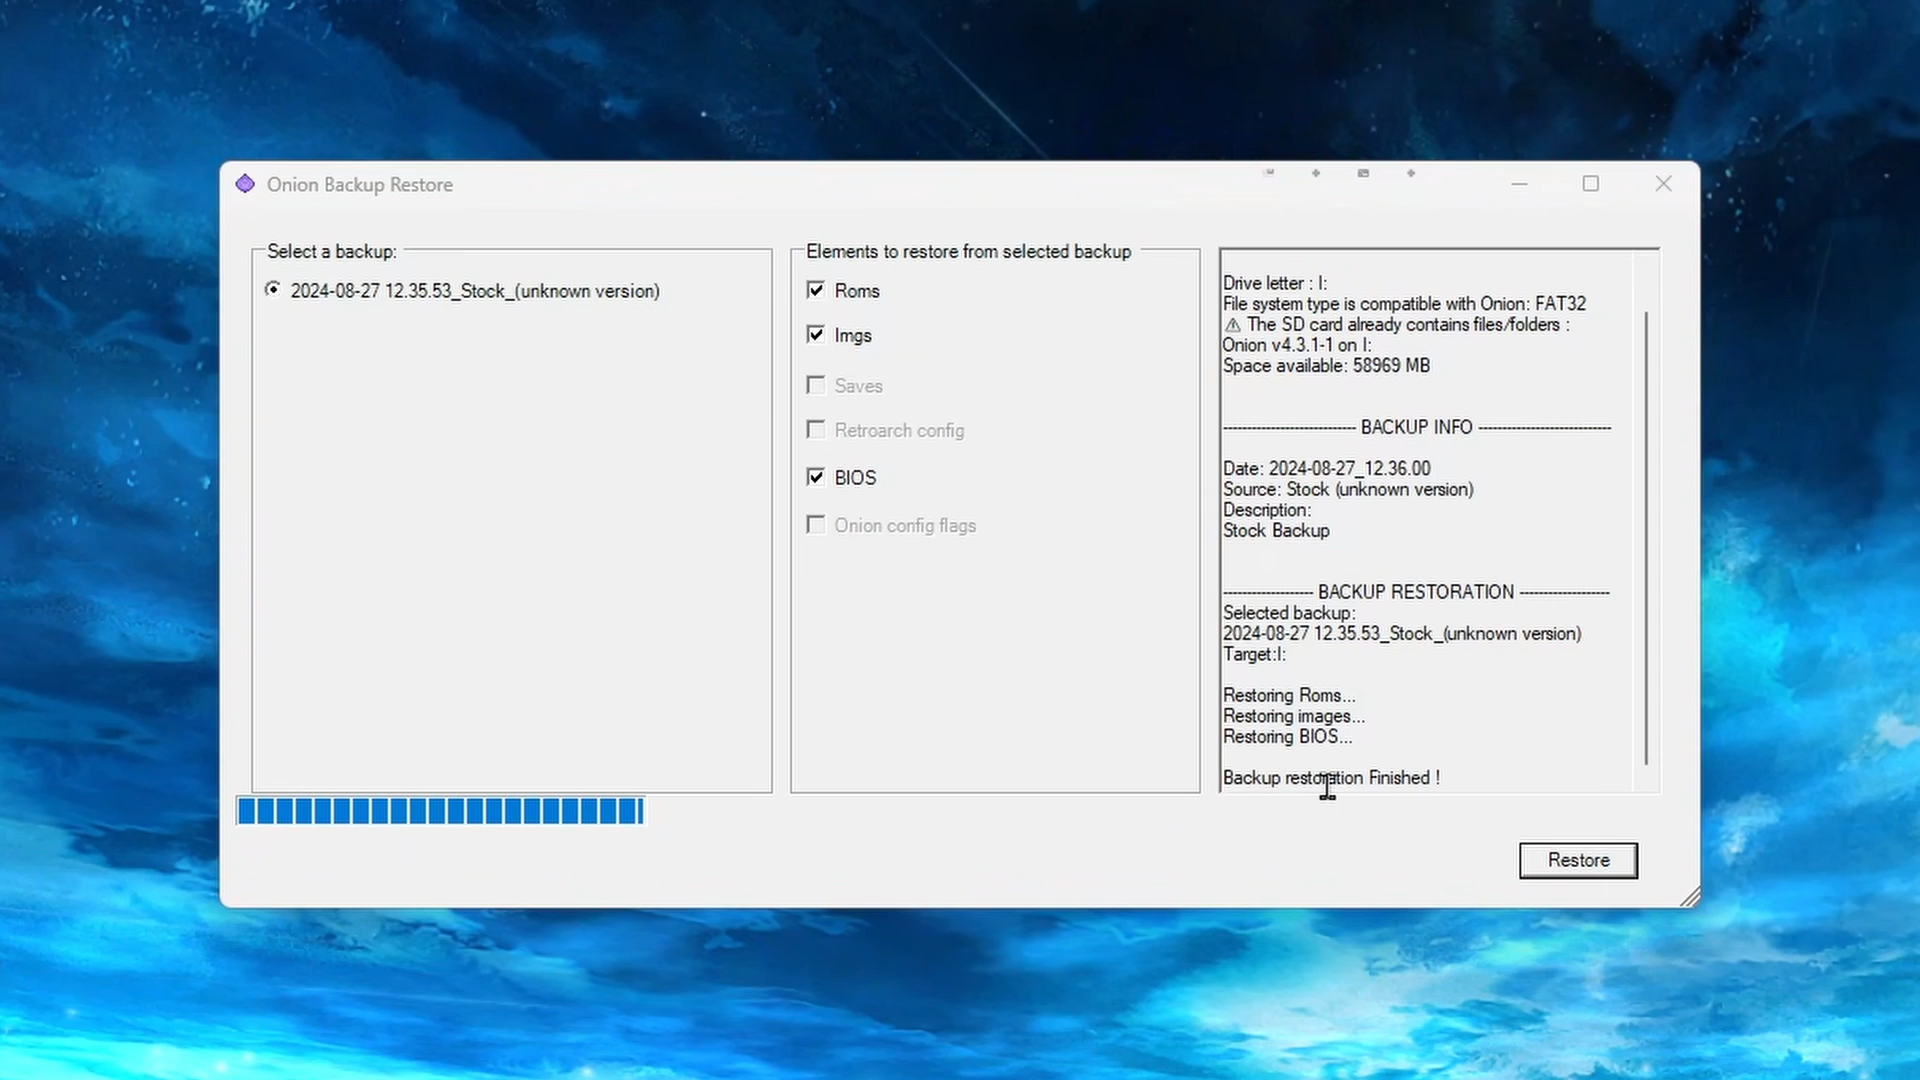 Onion Backup Restore
Select a backup:
2024-08-27 12.35.53_Stock_(unknown version)
Elements to restore from selected backup
Roms
Imgs
Saves
Retroarch config
BIOS
Onion config flags
Drive letter : I:
File system type is compatible with Onion: FAT32
⚠ The SD card already contains files/folders :
Onion v4.3.1-1 on I:
Space available: 58969 MB
-------------------------- BACKUP INFO --------------------------
Date: 2024-08-27_12.36.00
Source: Stock (unknown version)
Description:
Stock Backup
------------------ BACKUP RESTORATION ------------------
Selected backup:
2024-08-27 12.35.53_Stock_(unknown version)
Target:I:
Restoring Roms...
Restoring images...
Restoring BIOS...
Backup restoration Finished !
Restore